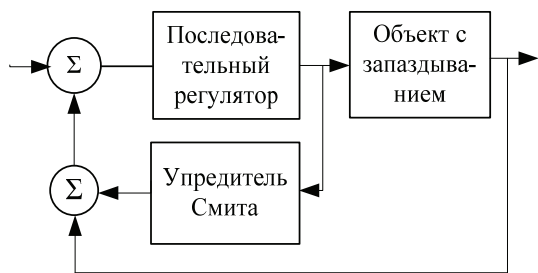 Σ
Последова-
тельный
регулятор
Объект с
запаздыва-
нием
Σ
Упредитель
Смита